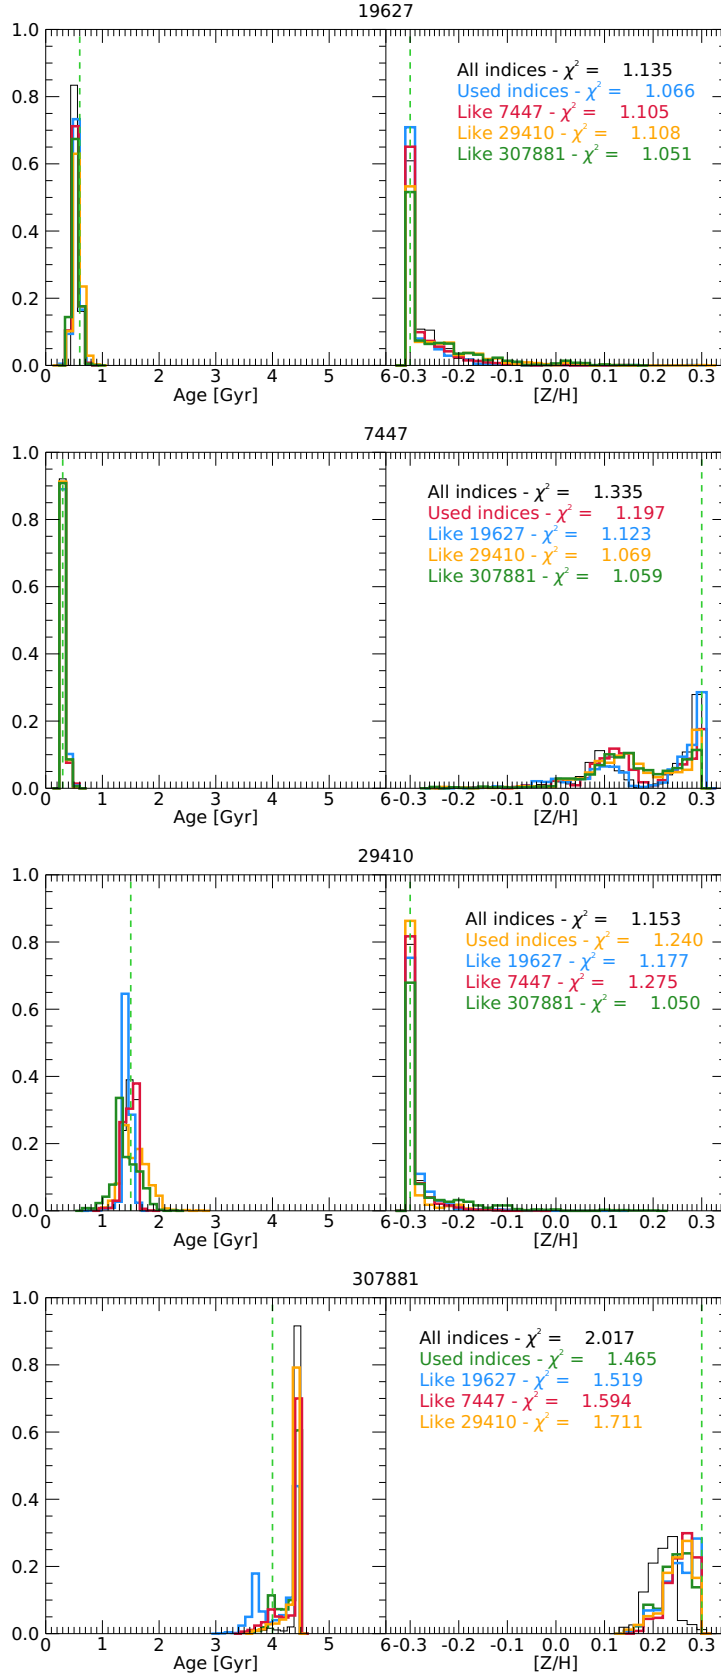 19627
1.0
0.8
0.6
0.4
0.2
0.0
All indices - χ² = 1.135
Used indices - χ² = 1.066
Like 7447 - χ² = 1.105
Like 29410 - χ² = 1.108
Like 307881 - χ² = 1.051
0 1 2 3 4 5 6 -0.3 -0.2 -0.1 0.0 0.1 0.2 0.3
Age [Gyr] [Z/H]
7447
1.0
0.8
0.6
0.4
0.2
0.0
All indices - χ² = 1.335
Used indices - χ² = 1.197
Like 19627 - χ² = 1.123
Like 29410 - χ² = 1.069
Like 307881 - χ² = 1.059
0 1 2 3 4 5 6 -0.3 -0.2 -0.1 0.0 0.1 0.2 0.3
Age [Gyr] [Z/H]
29410
1.0
0.8
0.6
0.4
0.2
0.0
All indices - χ² = 1.153
Used indices - χ² = 1.240
Like 19627 - χ² = 1.177
Like 7447 - χ² = 1.275
Like 307881 - χ² = 1.050
0 1 2 3 4 5 6 -0.3 -0.2 -0.1 0.0 0.1 0.2 0.3
Age [Gyr] [Z/H]
307881
1.0
0.8
0.6
0.4
0.2
0.0
All indices - χ² = 2.017
Used indices - χ² = 1.465
Like 19627 - χ² = 1.519
Like 7447 - χ² = 1.594
Like 29410 - χ² = 1.711
0 1 2 3 4 5 6 -0.3 -0.2 -0.1 0.0 0.1 0.2 0.3
Age [Gyr] [Z/H]